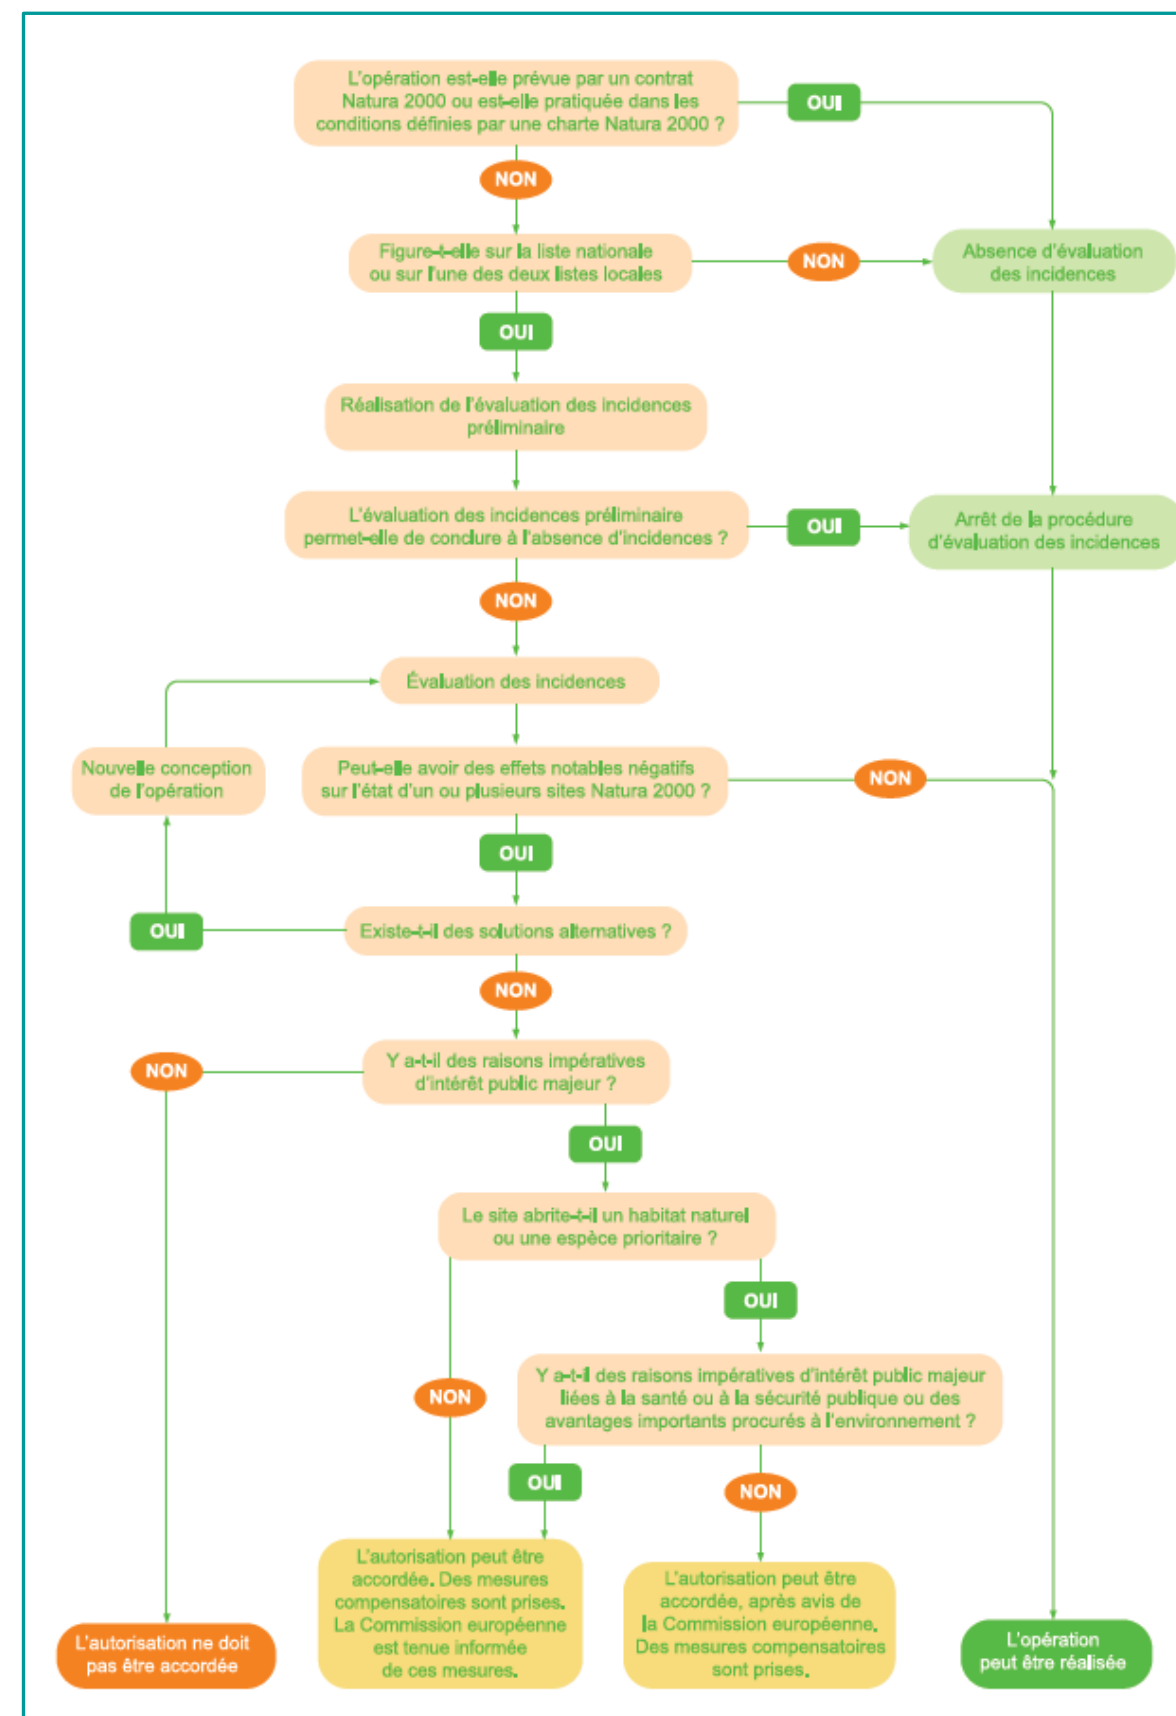 L'opération est-elle prévue par un contrat
Natura 2000 ou est-elle pratiquée dans les
conditions définies par une charte Natura 2000 ?
OUI
NON
Figure-t-elle sur la liste nationale
ou sur l'une des deux listes locales
NON
Absence d'évaluation
des incidences
OUI
Réalisation de l'évaluation des incidences
préliminaire
L'évaluation des incidences préliminaire
permet-elle de conclure à l'absence d'incidences ?
OUI
Arrêt de la procédure
d'évaluation des incidences
NON
Évaluation des incidences
Nouvelle conception
de l'opération
Peut-elle avoir des effets notables négatifs
sur l'état d'un ou plusieurs sites Natura 2000 ?
NON
OUI
OUI
Existe-t-il des solutions alternatives ?
NON
NON
Y a-t-il des raisons impératives
d'intérêt public majeur ?
OUI
Le site abrite-t-il un habitat naturel
ou une espèce prioritaire ?
OUI
NON
Y a-t-il des raisons impératives d'intérêt public majeur
liées à la santé ou à la sécurité publique ou des
avantages importants procurés à l'environnement ?
OUI
NON
L'autorisation ne doit
pas être accordée
L'autorisation peut être
accordée. Des mesures
compensatoires sont prises.
La Commission européenne
est tenue informée
de ces mesures.
L'autorisation peut être
accordée, après avis de
la Commission européenne.
Des mesures compensatoires
sont prises.
L'opération
peut être réalisée